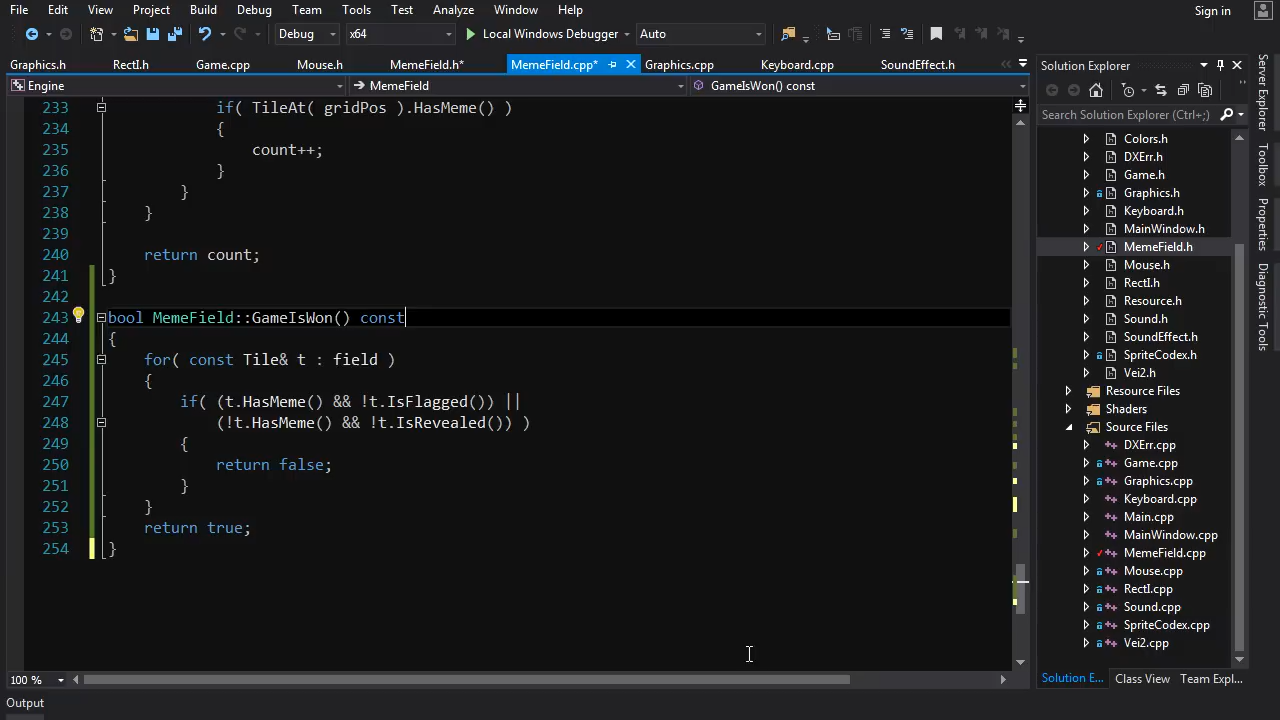 File Edit View Project Build Debug Team Tools Test Analyze Window Help Sign in
Debug x64 Local Windows Debugger Auto
Graphics.h RectI.h Game.cpp Mouse.h MemeField.h* MemeField.cpp* Graphics.cpp Keyboard.cpp SoundEffect.h
Engine MemeField GameIsWon() const
233 if( TileAt( gridPos ).HasMeme() )
234 {
235 count++;
236 }
237 }
238 }
239
240 return count;
241 }
242
243 bool MemeField::GameIsWon() const
244 {
245 for( const Tile& t : field )
246 {
247 if( (t.HasMeme() && !t.IsFlagged()) ||
248 (!t.HasMeme() && !t.IsRevealed()) )
249 {
250 return false;
251 }
252 }
253 return true;
254 }
100 %
Output
Solution Explorer
Search Solution Explorer (Ctrl+;)
Colors.h
DXErr.h
Game.h
Graphics.h
Keyboard.h
MainWindow.h
MemeField.h
Mouse.h
RectI.h
Resource.h
Sound.h
SoundEffect.h
SpriteCodex.h
Vei2.h
Resource Files
Shaders
Source Files
DXErr.cpp
Game.cpp
Graphics.cpp
Keyboard.cpp
Main.cpp
MainWindow.cpp
MemeField.cpp
Mouse.cpp
RectI.cpp
Sound.cpp
SpriteCodex.cpp
Vei2.cpp
Solution E... Class View Team Expl...
Server Explorer
Toolbox
Properties
Diagnostic Tools